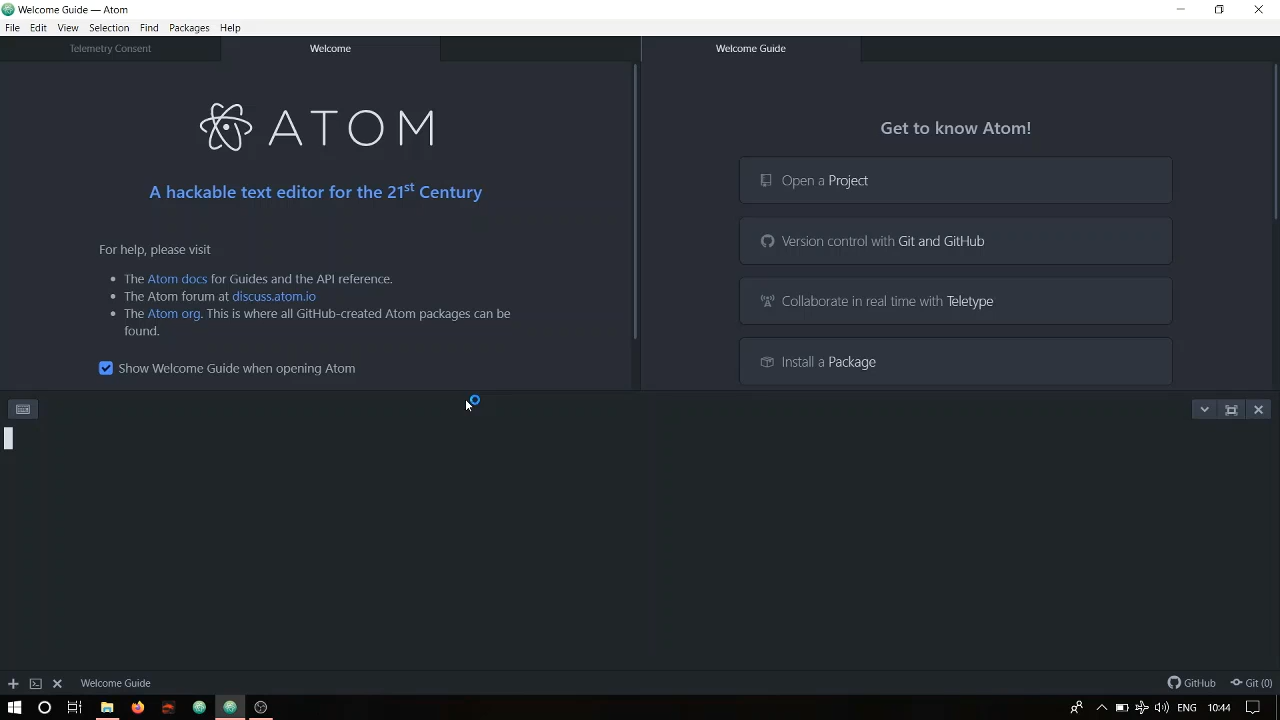 Welcome Guide — Atom
File Edit View Selection Find Packages Help
Telemetry Consent
Welcome
Welcome Guide
ATOM
A hackable text editor for the 21st Century
For help, please visit
The Atom docs for Guides and the API reference.
The Atom forum at discuss.atom.io
The Atom org. This is where all GitHub-created Atom packages can be
found.
Show Welcome Guide when opening Atom
Get to know Atom!
Open a Project
Version control with Git and GitHub
Collaborate in real time with Teletype
Install a Package
Welcome Guide
GitHub
Git (0)
ENG
10:44